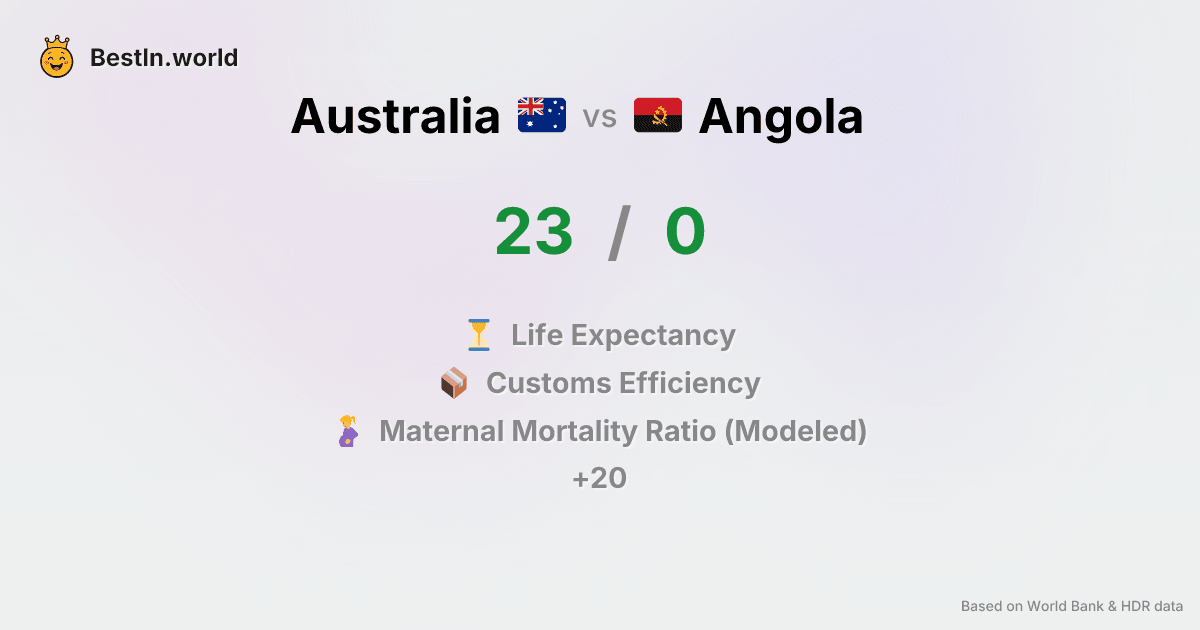 BestIn.world
Australia vs Angola
23 / 0
Life Expectancy
Customs Efficiency
Maternal Mortality Ratio (Modeled)
+20
Based on World Bank & HDR data